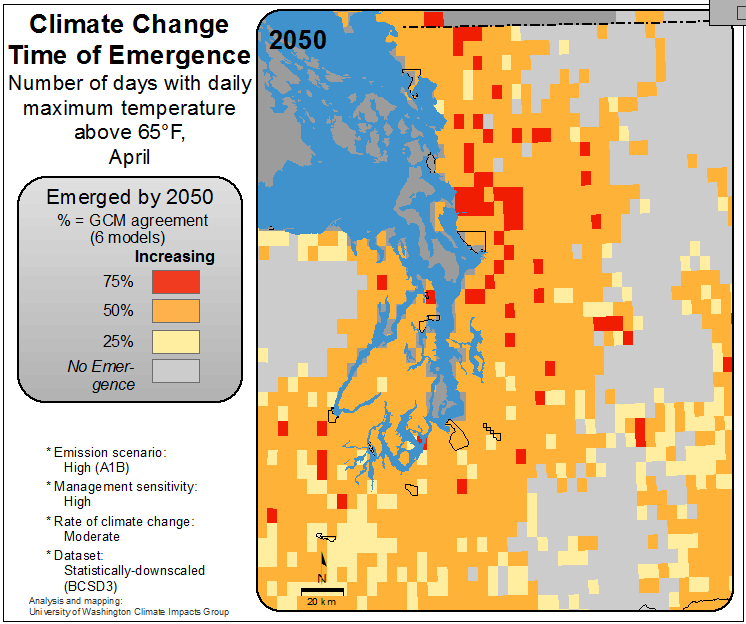 Climate Change
Time of Emergence
Number of days with daily
maximum temperature
above 65°F,
April
2050
Emerged by 2050
% = GCM agreement
(6 models)
Increasing
75%
50%
25%
No Emer-
gence
* Emission scenario:
High (A1B)
* Management sensitivity:
High
* Rate of climate change:
Moderate
* Dataset:
Statistically-downscaled
(BCSD3)
Analysis and mapping:
University of Washington Climate Impacts Group
N
20 km